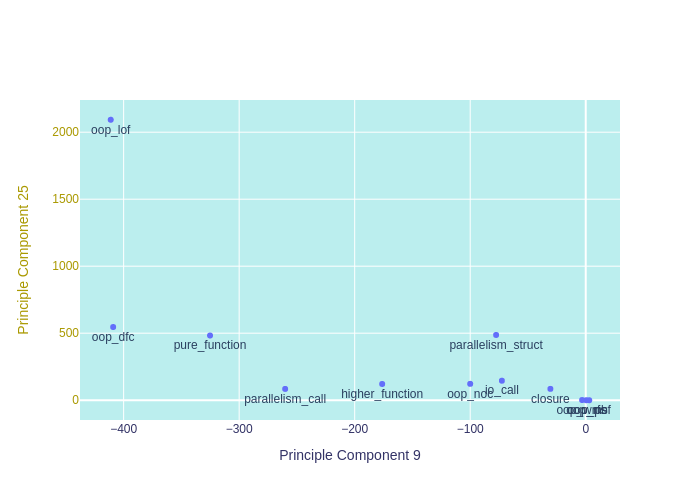 2000
1500
1000
500
0
Principle Component 25
oop_lof
oop_dfc
pure_function
parallelism_struct
parallelism_call
higher_function
oop_noc
io_call
closure
−400
−300
−200
−100
0
Principle Component 9